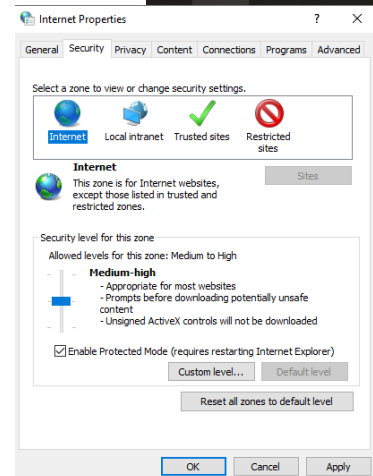 Internet Properties ? ×
General Security Privacy Content Connections Programs Advanced
Select a zone to view or change security settings.
Internet Local intranet Trusted sites Restricted
sites
Internet
Sites
This zone is for Internet websites,
except those listed in trusted and
restricted zones.
Security level for this zone
Allowed levels for this zone: Medium to High
Medium-high
- Appropriate for most websites
- Prompts before downloading potentially unsafe
content
- Unsigned ActiveX controls will not be downloaded
Enable Protected Mode (requires restarting Internet Explorer)
Custom level... Default level
Reset all zones to default level
OK Cancel Apply